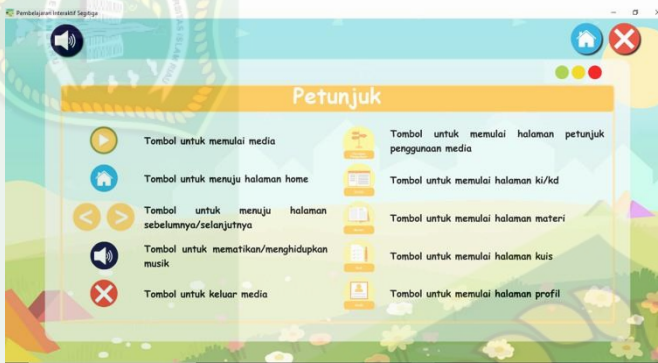 Pembelajaran Interaktif Segitiga
Petunjuk
Tombol untuk memulai media
Tombol untuk menuju halaman home
Tombol untuk menuju halaman
sebelumnya/selanjutnya
Tombol untuk mematikan/menghidupkan
musik
Tombol untuk keluar media
Tombol untuk memulai halaman petunjuk
penggunaan media
Tombol untuk memulai halaman ki/kd
Tombol untuk memulai halaman materi
Tombol untuk memulai halaman kuis
Tombol untuk memulai halaman profil